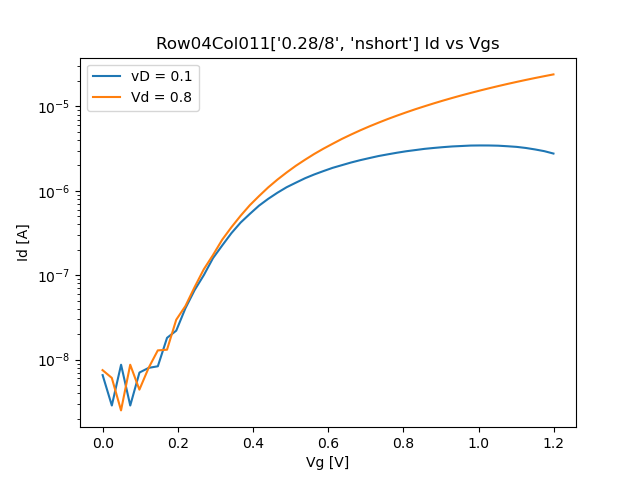 Row04Col011['0.28/8', 'nshort'] Id vs Vgs
vD = 0.1
Vd = 0.8
Id [A]
10⁻⁵
10⁻⁶
10⁻⁷
10⁻⁸
0.0 0.2 0.4 0.6 0.8 1.0 1.2
Vg [V]